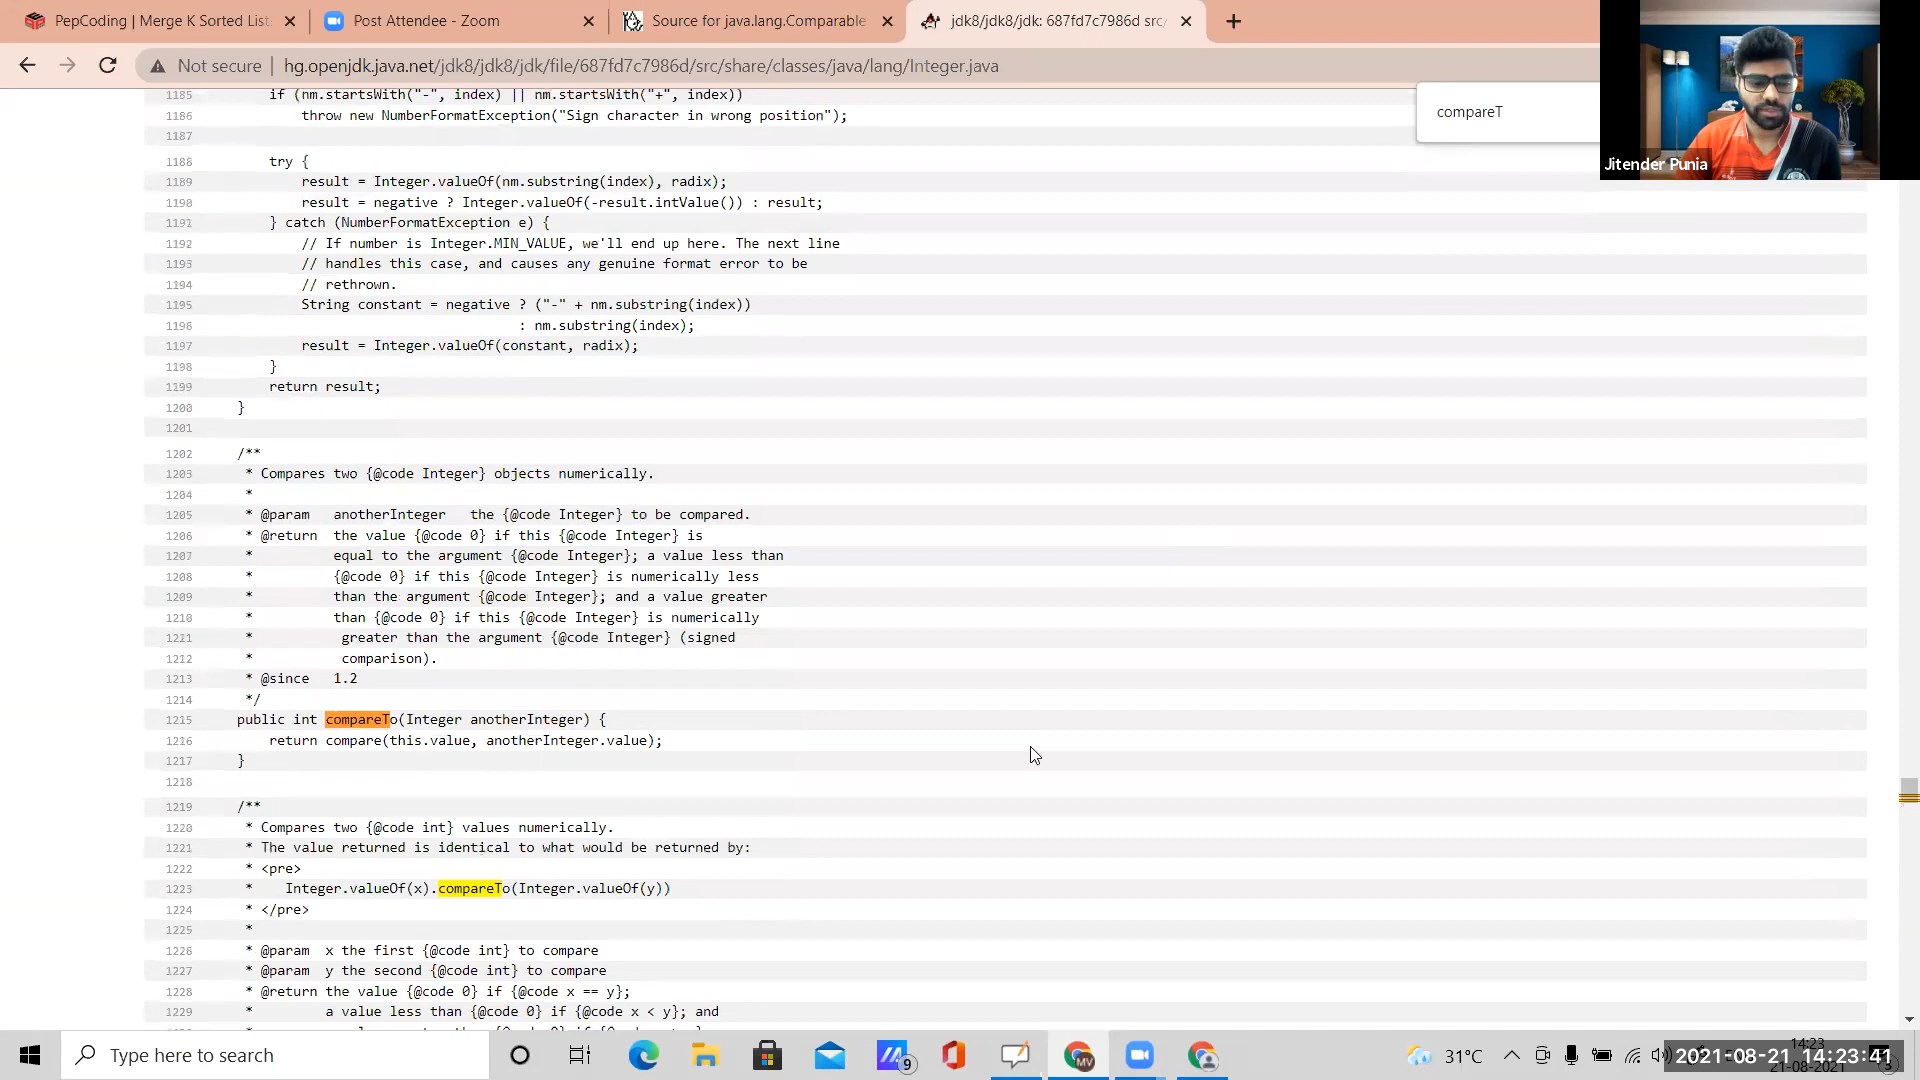 PepCoding | Merge K Sorted List
Post Attendee - Zoom
Source for java.lang.Comparable
jdk8/jdk8/jdk: 687fd7c7986d src/
Not secure | hg.openjdk.java.net/jdk8/jdk8/jdk/file/687fd7c7986d/src/share/classes/java/lang/Integer.java
compareT
Jitender Punia
1185 if (nm.startsWith("-", index) || nm.startsWith("+", index))
1186 throw new NumberFormatException("Sign character in wrong position");
1187
1188 try {
1189 result = Integer.valueOf(nm.substring(index), radix);
1190 result = negative ? Integer.valueOf(-result.intValue()) : result;
1191 } catch (NumberFormatException e) {
1192 // If number is Integer.MIN_VALUE, we'll end up here. The next line
1193 // handles this case, and causes any genuine format error to be
1194 // rethrown.
1195 String constant = negative ? ("-" + nm.substring(index))
1196 : nm.substring(index);
1197 result = Integer.valueOf(constant, radix);
1198 }
1199 return result;
1200 }
1201
1202 /**
1203 * Compares two {@code Integer} objects numerically.
1204 *
1205 * @param anotherInteger the {@code Integer} to be compared.
1206 * @return the value {@code 0} if this {@code Integer} is
1207 * equal to the argument {@code Integer}; a value less than
1208 * {@code 0} if this {@code Integer} is numerically less
1209 * than the argument {@code Integer}; and a value greater
1210 * than {@code 0} if this {@code Integer} is numerically
1211 * greater than the argument {@code Integer} (signed
1212 * comparison).
1213 * @since 1.2
1214 */
1215 public int compareTo(Integer anotherInteger) {
1216 return compare(this.value, anotherInteger.value);
1217 }
1218
1219 /**
1220 * Compares two {@code int} values numerically.
1221 * The value returned is identical to what would be returned by:
1222 * <pre>
1223 * Integer.valueOf(x).compareTo(Integer.valueOf(y))
1224 * </pre>
1225 *
1226 * @param x the first {@code int} to compare
1227 * @param y the second {@code int} to compare
1228 * @return the value {@code 0} if {@code x == y};
1229 * a value less than {@code 0} if {@code x < y}; and
Type here to search
9
31°C
14:23
21-08-2021
2021-08-21 14:23:41